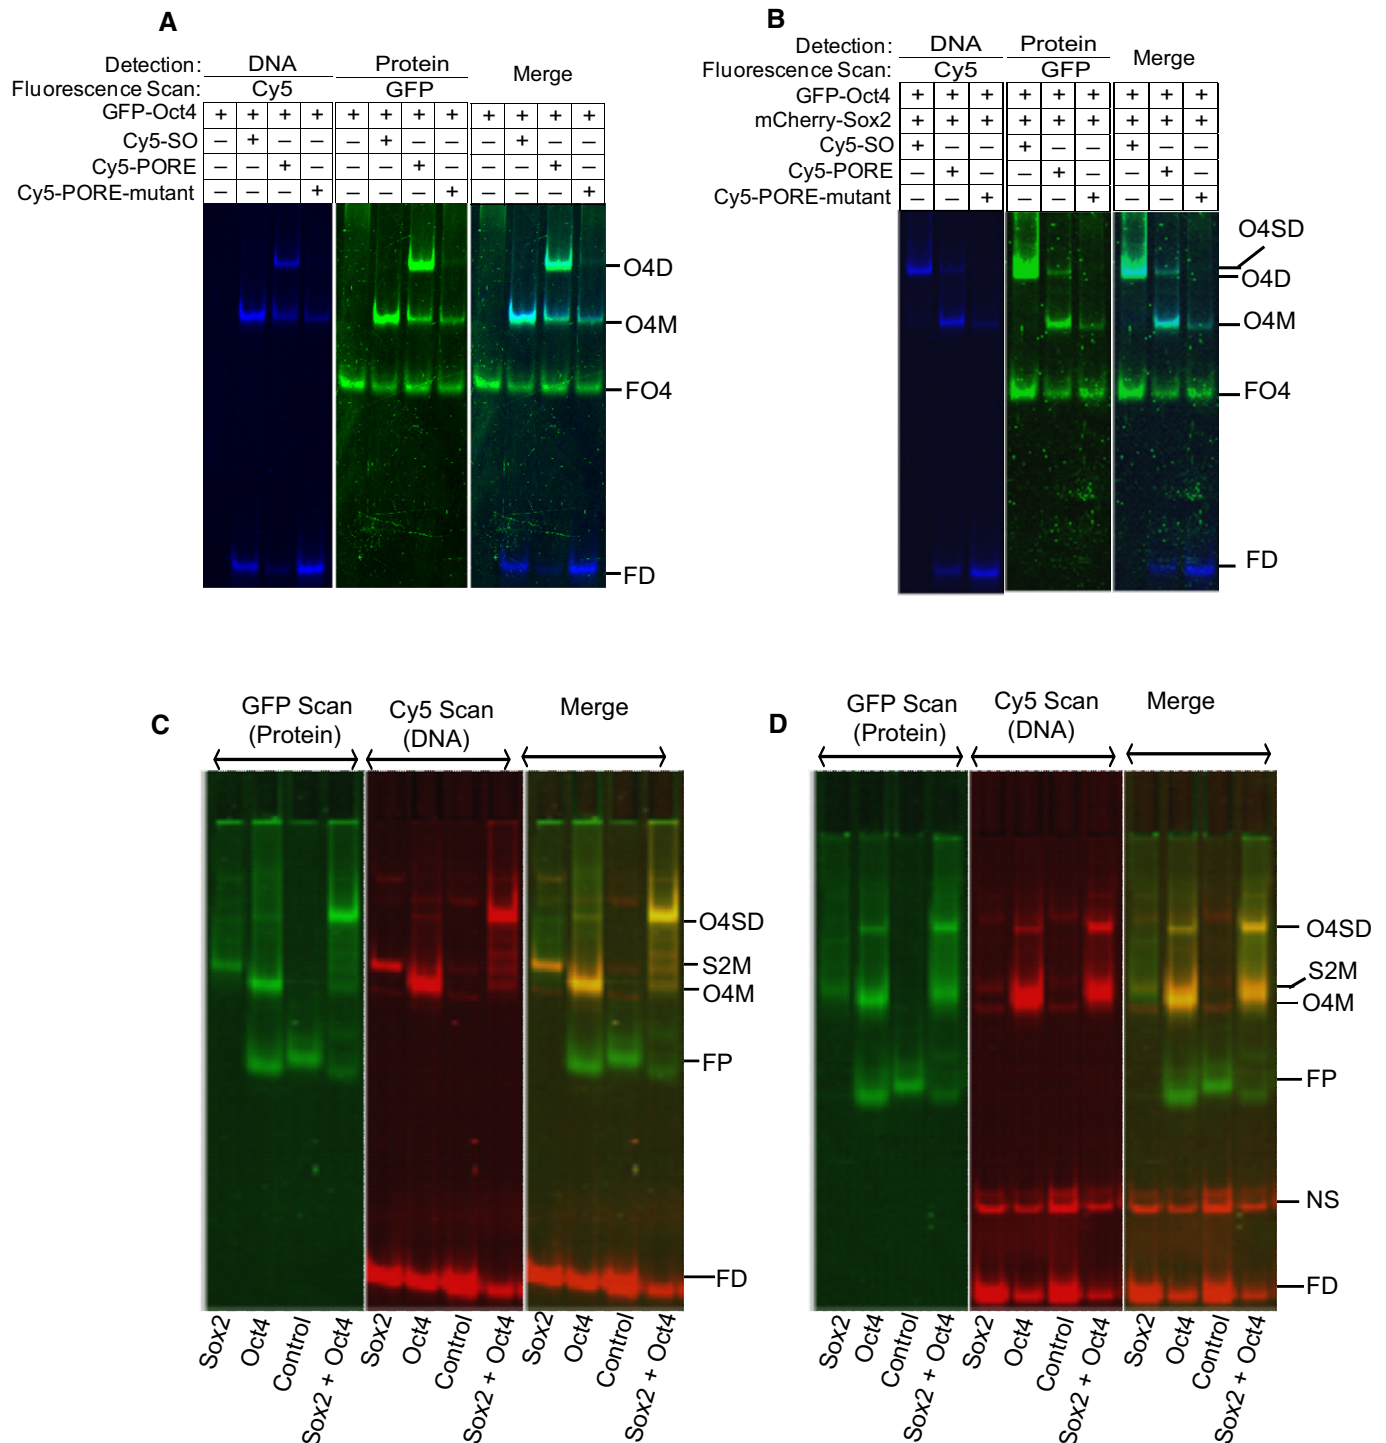 A
Detection: DNA Protein Merge
Fluorescence Scan: Cy5 GFP
GFP-Oct4 + + + + + + + + + + + +
Cy5-SO – + – – – + – – – + – –
Cy5-PORE – – + – – – + – – – + –
Cy5-PORE-mutant – – – + – – – + – – – +
O4D
O4M
FO4
FD
B
Detection: DNA Protein Merge
Fluorescence Scan: Cy5 GFP
GFP-Oct4 + + + + + + + + +
mCherry-Sox2 + + + + + + + + +
Cy5-SO + – – + – – + – –
Cy5-PORE – + – – + – – + –
Cy5-PORE-mutant – – + – – + – – +
O4SD
O4D
O4M
FO4
FD
C
GFP Scan (Protein)
Cy5 Scan (DNA)
Merge
O4SD
S2M
O4M
FP
FD
Sox2 Oct4 Control Sox2 + Oct4 Sox2 Oct4 Control Sox2 + Oct4 Sox2 Oct4 Control Sox2 + Oct4
D
GFP Scan (Protein)
Cy5 Scan (DNA)
Merge
O4SD
S2M
O4M
FP
NS
FD
Sox2 Oct4 Control Sox2 + Oct4 Sox2 Oct4 Control Sox2 + Oct4 Sox2 Oct4 Control Sox2 + Oct4